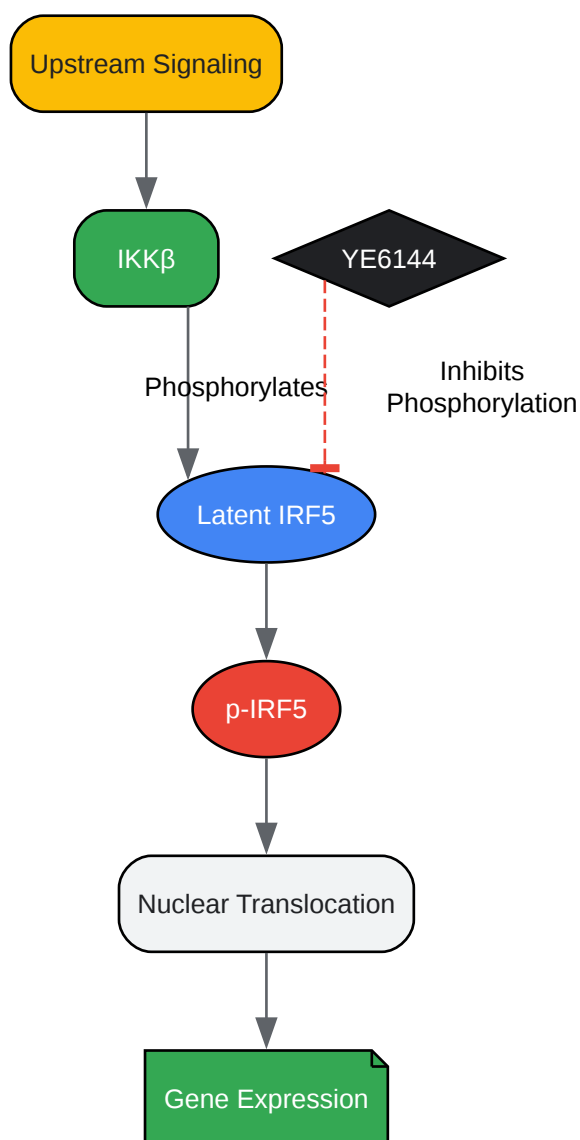 Upstream Signaling
IKKβ
YE6144
Phosphorylates
Inhibits
Phosphorylation
Latent IRF5
p-IRF5
Nuclear Translocation
Gene Expression